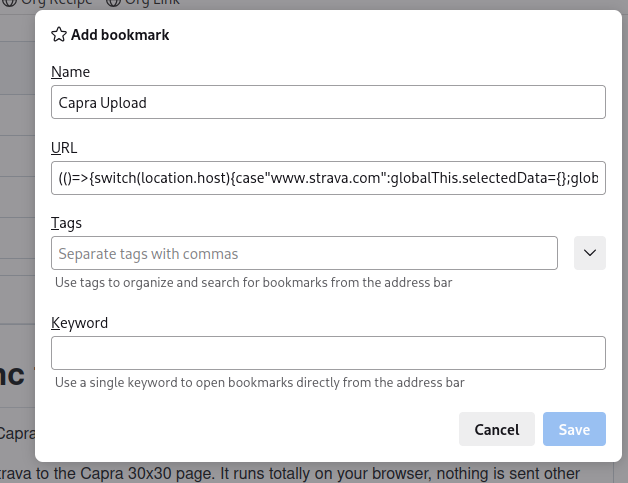 Org Recipe Org Link
Add bookmark
Name
Capra Upload
URL
(()=>{switch(location.host){case"www.strava.com":globalThis.selectedData={};glob
Tags
Separate tags with commas
Use tags to organize and search for bookmarks from the address bar
Keyword
Use a single keyword to open bookmarks directly from the address bar
Cancel Save
nc
Capra
trava to the Capra 30x30 page. It runs totally on your browser, nothing is sent other